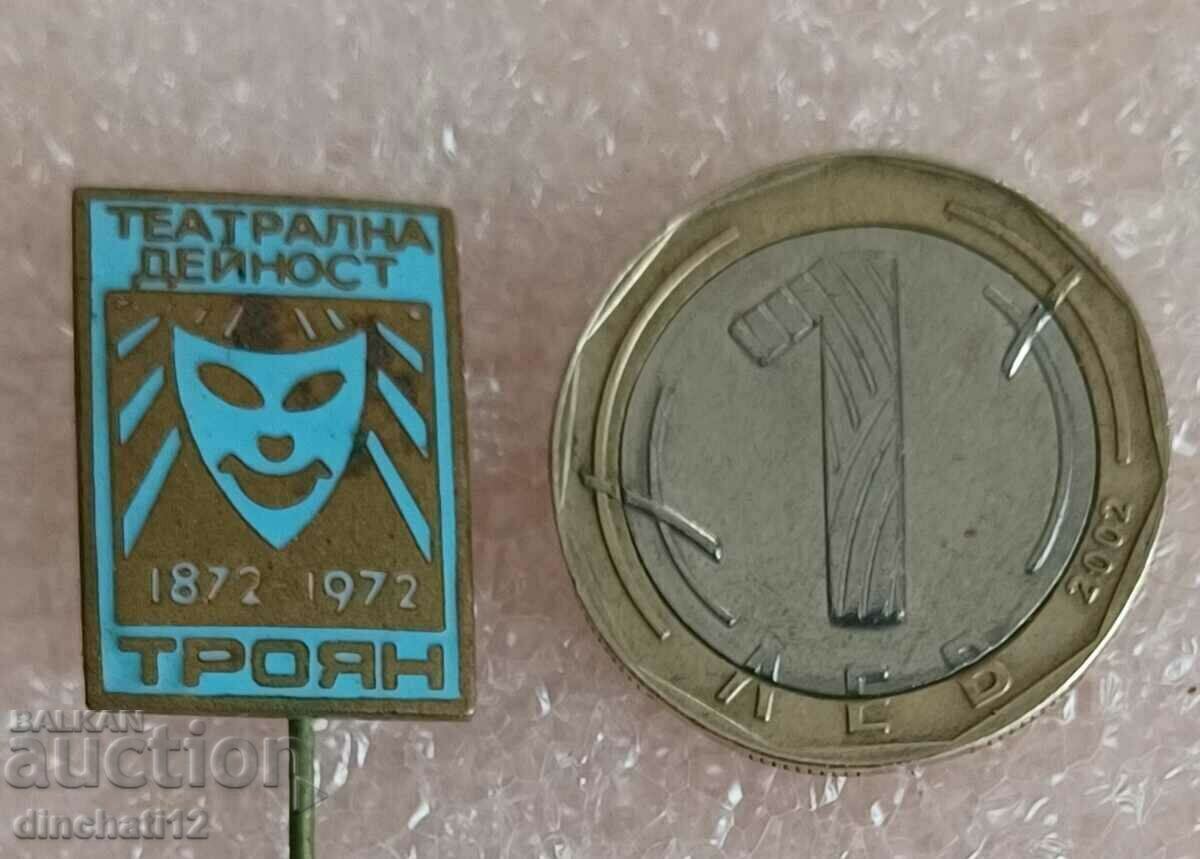 ТЕАТРАЛНА
ДЕЙНОСТ
1872-1972
ТРОЯН
1
ЛЕВ
2002
BALKAN
auction
dinchati12